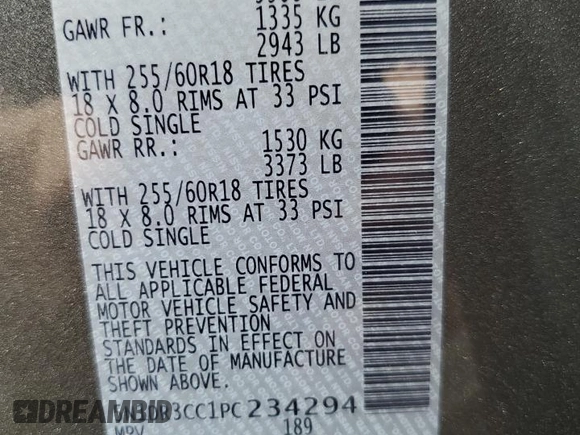 GAWR FR.: 1335 KG
2943 LB
WITH 255/60R18 TIRES
18 X 8.0 RIMS AT 33 PSI
COLD SINGLE
GAWR RR.: 1530 KG
3373 LB
WITH 255/60R18 TIRES
18 X 8.0 RIMS AT 33 PSI
COLD SINGLE
THIS VEHICLE CONFORMS TO
ALL APPLICABLE FEDERAL
MOTOR VEHICLE SAFETY AND
THEFT PREVENTION
STANDARDS IN EFFECT ON
THE DATE OF MANUFACTURE
SHOWN ABOVE.
3CC1PC234294
MPV 189
DREAMBID